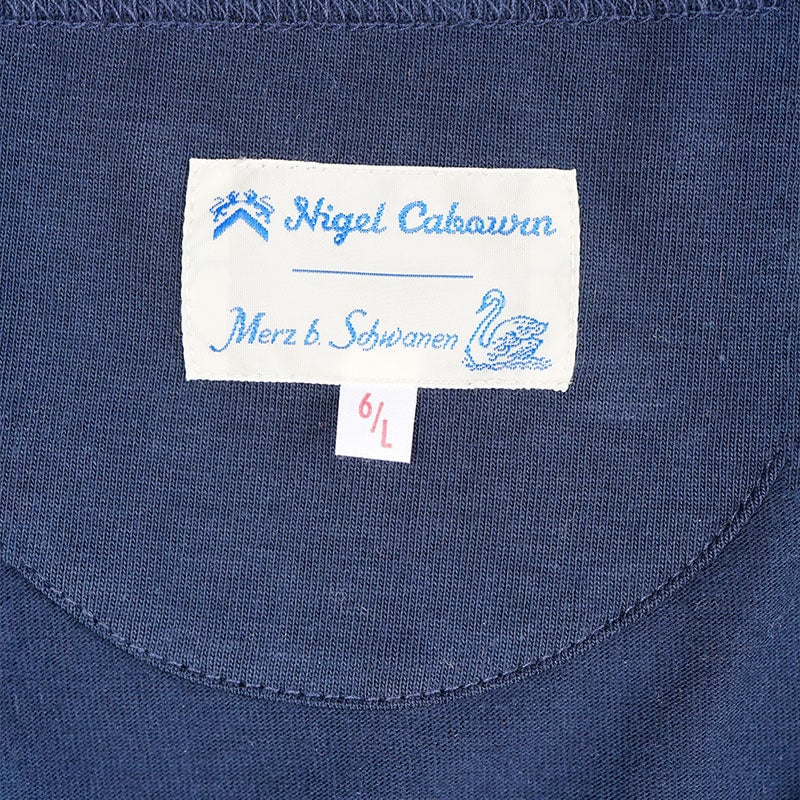 Nigel Cabourn
Merz b. Schwanen
6/L